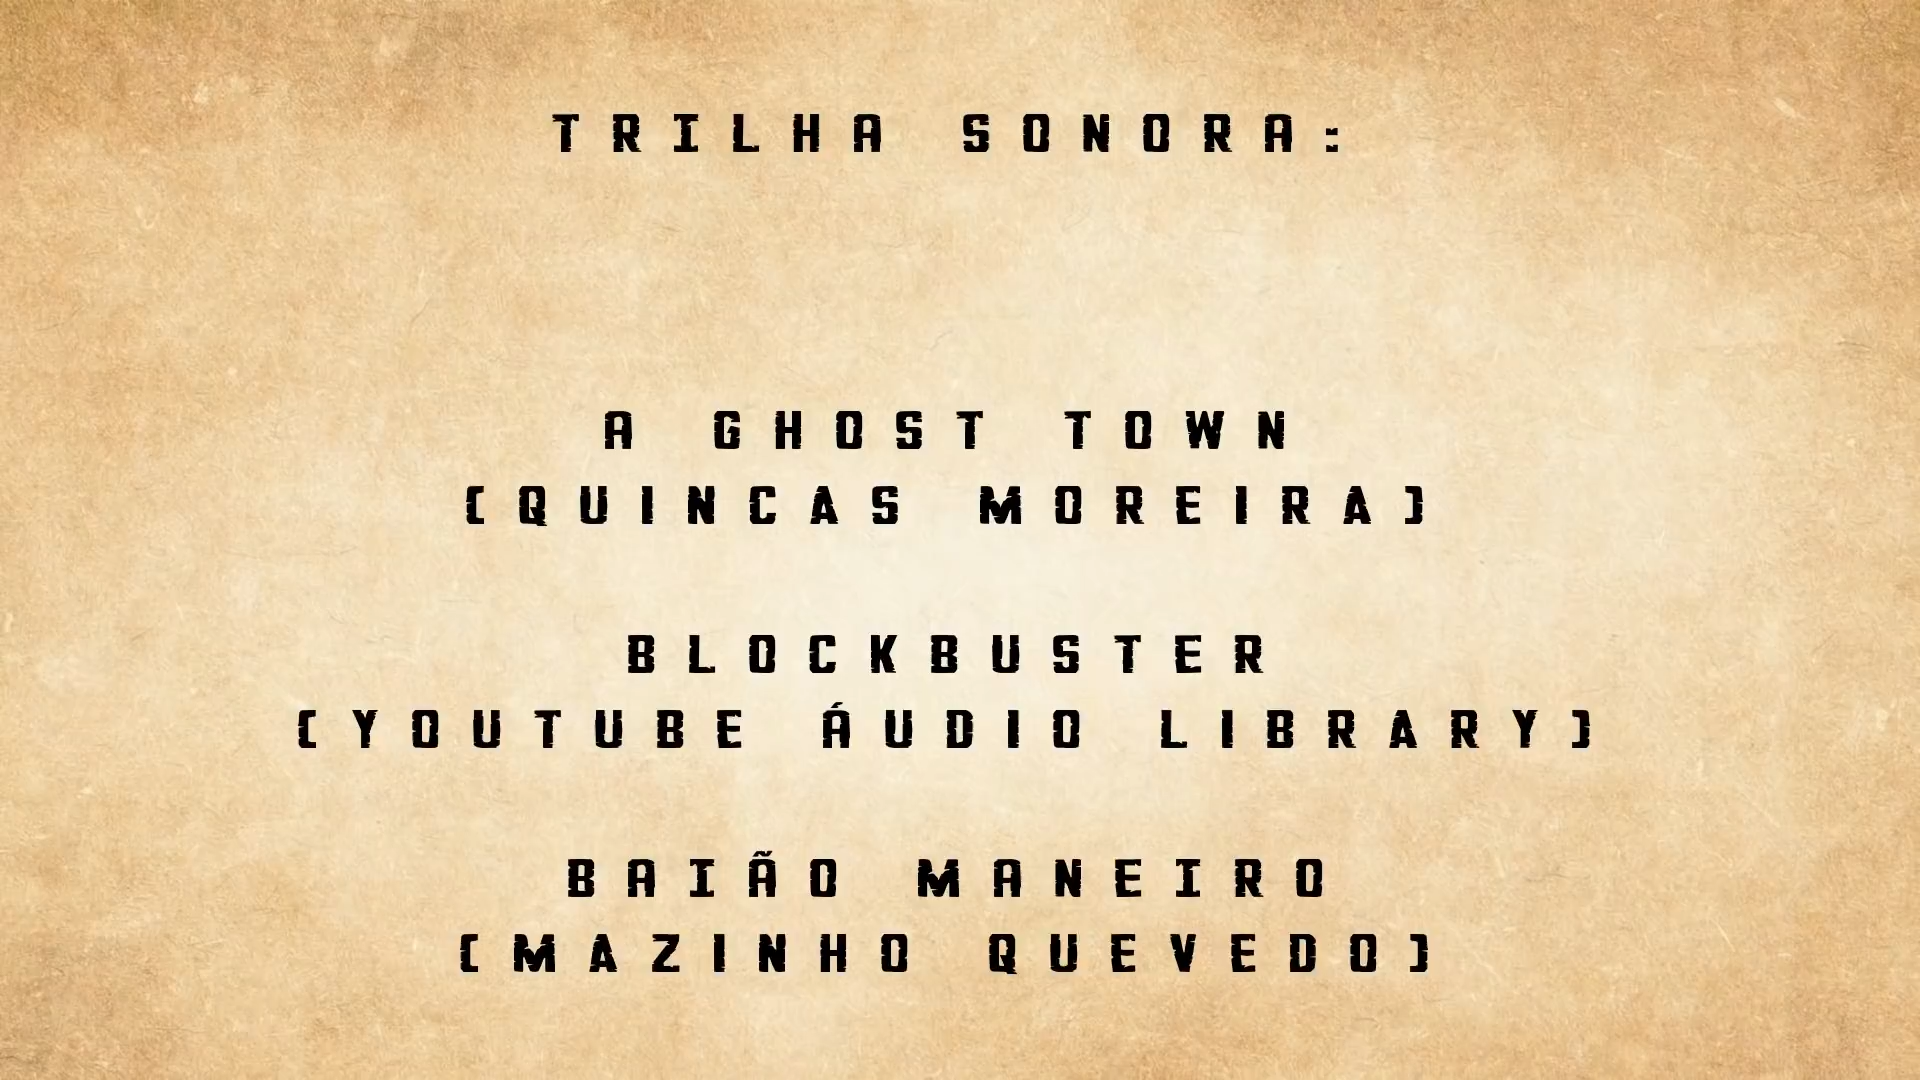 TRILHA SONORA:
A GHOST TOWN
(QUINCAS MOREIRA)
BLOCKBUSTER
(YOUTUBE ÁUDIO LIBRARY)
BAIÃO MANEIRO
(MAZINHO QUEVEDO)